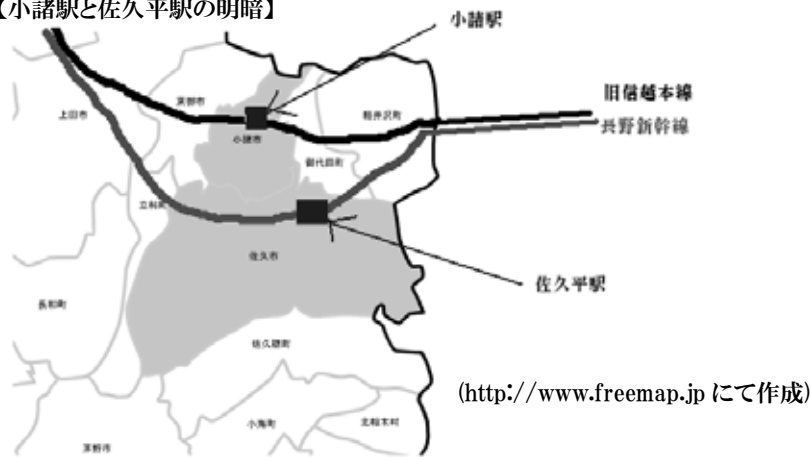 【小諸駅と佐久平駅の明暗】
小諸駅
旧信越本線
長野新幹線
上田市
東御市
軽井沢町
小諸市
御代田町
立科町
佐久市
佐久平駅
長和町
佐久穂町
(http://www.freemap.jp にて作成)
小海町
北相木村
茅野市